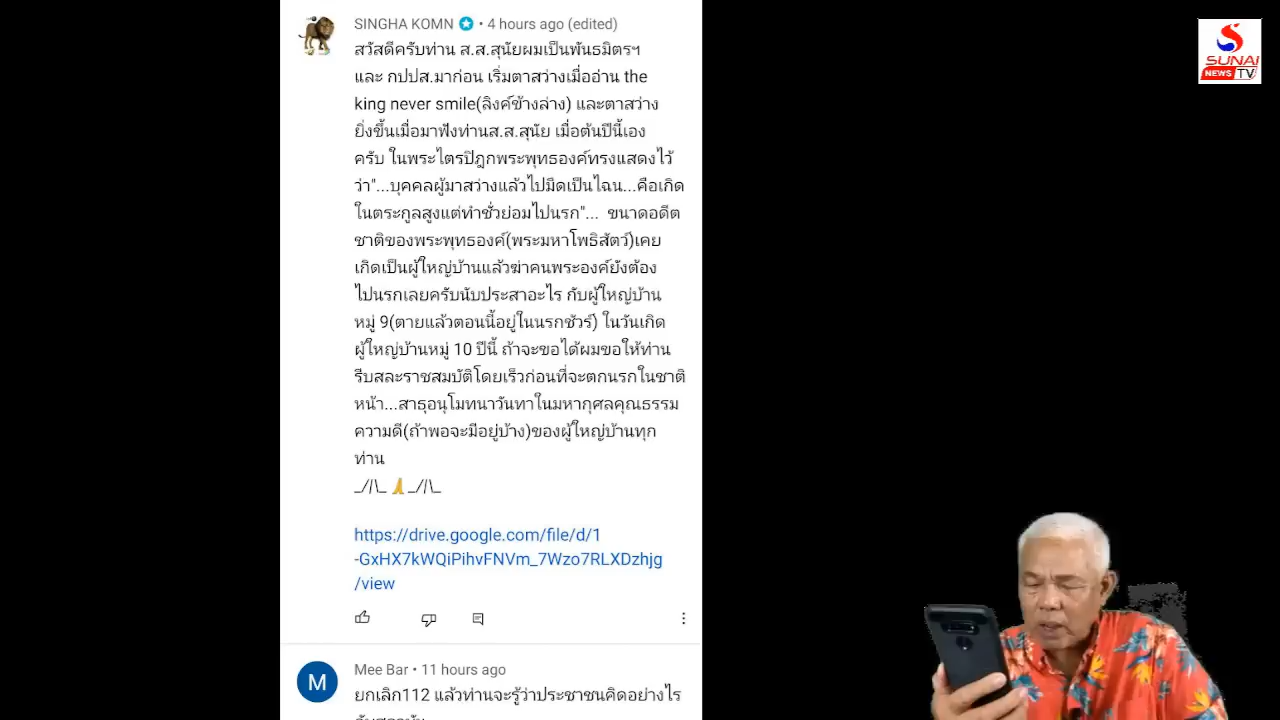 SINGHA KOMN • 4 hours ago (edited)
สวัสดีครับท่าน ส.ส.สุนัยผมเป็นพันธมิตรฯ
และ กปปส.มาก่อน เริ่มตาสว่างเมื่ออ่าน the
king never smile(ลิงค์ข้างล่าง) และตาสว่าง
ยิ่งขึ้นเมื่อมาฟังท่านส.ส.สุนัย เมื่อต้นปีนี้เอง
ครับ ในพระไตรปิฎกพระพุทธองค์ทรงแสดงไว้
ว่า"...บุคคลผู้มาสว่างแล้วไปมืดเป็นไฉน...คือเกิด
ในตระกูลสูงแต่ทำชั่วย่อมไปนรก"... ขนาดอดีต
ชาติของพระพุทธองค์(พระมหาโพธิสัตว์)เคย
เกิดเป็นผู้ใหญ่บ้านแล้วฆ่าคนพระองค์ยังต้อง
ไปนรกเลยครับนับประสาอะไร กับผู้ใหญ่บ้าน
หมู่ 9(ตายแล้วตอนนี้อยู่ในนรกชัวร์) ในวันเกิด
ผู้ใหญ่บ้านหมู่ 10 ปีนี้ ถ้าจะขอได้ผมขอให้ท่าน
รีบสละราชสมบัติโดยเร็วก่อนที่จะตกนรกในชาติ
หน้า...สาธุอนุโมทนาวันทาในมหากุศลคุณธรรม
ความดี(ถ้าพอจะมีอยู่บ้าง)ของผู้ใหญ่บ้านทุก
ท่าน
_/|\_ 🙏 _/|\_
https://drive.google.com/file/d/1
-GxHX7kWQiPihvFNVm_7Wzo7RLXDzhjg
/view
M
Mee Bar • 11 hours ago
ยกเลิก112 แล้วท่านจะรู้ว่าประชาชนคิดอย่างไร
SUNAI
NEWS TV